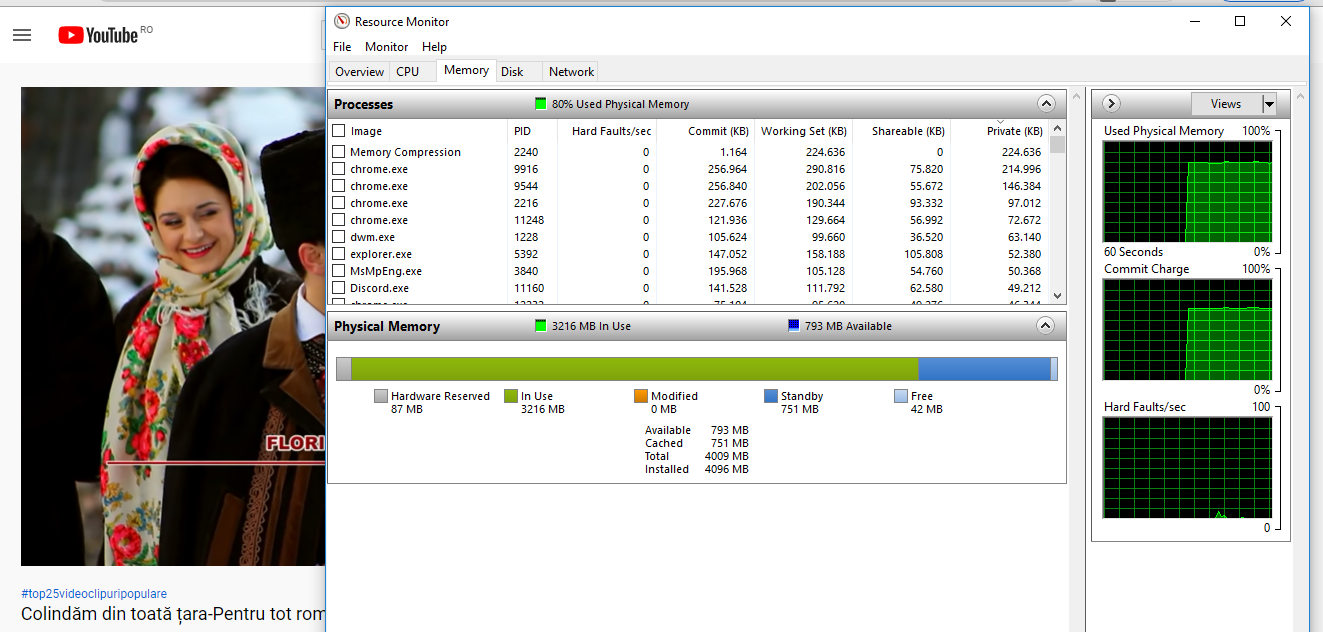 YouTube RO
FLORI
#top25videoclipuripopulare
Colindăm din toată țara-Pentru tot rom
Resource Monitor
File Monitor Help
Overview CPU Memory Disk Network
Processes 80% Used Physical Memory
Image PID Hard Faults/sec Commit (KB) Working Set (KB) Shareable (KB) Private (KB)
Memory Compression 2240 0 1.164 224.636 0 224.636
chrome.exe 9916 0 256.964 290.816 75.820 214.996
chrome.exe 9544 0 256.840 202.056 55.672 146.384
chrome.exe 2216 0 227.676 190.344 93.332 97.012
chrome.exe 11248 0 121.936 129.664 56.992 72.672
dwm.exe 1228 0 105.624 99.660 36.520 63.140
explorer.exe 5392 0 147.052 158.188 105.808 52.380
MsMpEng.exe 3840 0 195.968 105.128 54.760 50.368
Discord.exe 11160 0 141.528 111.792 62.580 49.212
Physical Memory 3216 MB In Use 793 MB Available
Hardware Reserved In Use Modified Standby Free
87 MB 3216 MB 0 MB 751 MB 42 MB
Available 793 MB
Cached 751 MB
Total 4009 MB
Installed 4096 MB
Views
Used Physical Memory 100%
60 Seconds 0%
Commit Charge 100%
0%
Hard Faults/sec 100
0